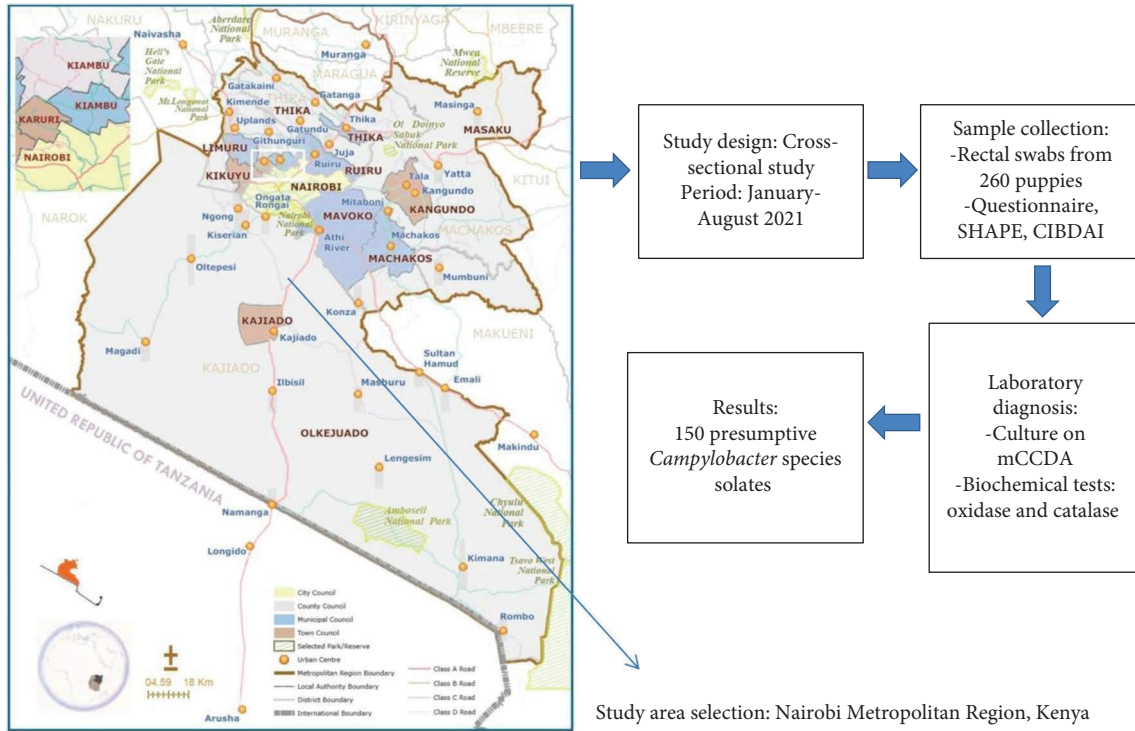 NAKURU
Naivasha
Aberdare
National
Park
MURANGA
KIRINYAGA
MBEERE
Muranga
Mwea
National
Reserve
Hell's
Gate
National
Park
Mt.Longonot
National
Park
MARAGUA
KIAMBU
KIAMBU
KARURI
NAIROBI
Gatakaini
Gatanga
Kimende
THIKA
THIKA
Uplands
Gatundu
Thika
Githunguri
THIKA
Ol Doinyo
Sabuk
National Park
Masinga
MASAKU
LIMURU
Juja
Ruiru
RUIRU
KIKUYU
NAIROBI
Yatta
KITUI
Tala
Kangundo
KANGUNDO
Ongata
Rongai
Nairobi
National
Park
MAVOKO
Mitaboni
MACHAKOS
NAROK
Ngong
Kiserian
Athi
River
Machakos
MACHAKOS
Oltepesi
Mumbuni
Konza
KAJIADO
Kajiado
MAKUENI
Magadi
KAJIADO
Sultan
Hamud
Emali
Ilbisil
Mashuru
UNITED REPUBLIC OF TANZANIA
OLKEJUADO
Makindu
Lengesim
Chyulu
National
Park
Namanga
Amboseli
National Park
Longido
Kimana
Tsavo West
National
Park
Rombo
Arusha
04.59 18 Km
City Council
County Council
Municipal Council
Town Council
Selected Park/Reserve
Urban Centre
Metropolitan Region Boundary
Local Authority Boundary
District Boundary
International Boundary
Class A Road
Class B Road
Class C Road
Class D Road
Study design: Cross-
sectional study
Period: January-
August 2021
Sample collection:
-Rectal swabs from
260 puppies
-Questionnaire,
SHAPE, CIBDAI
Laboratory
diagnosis:
-Culture on
mCCDA
-Biochemical tests:
oxidase and catalase
Results:
150 presumptive
Campylobacter species
solates
Study area selection: Nairobi Metropolitan Region, Kenya